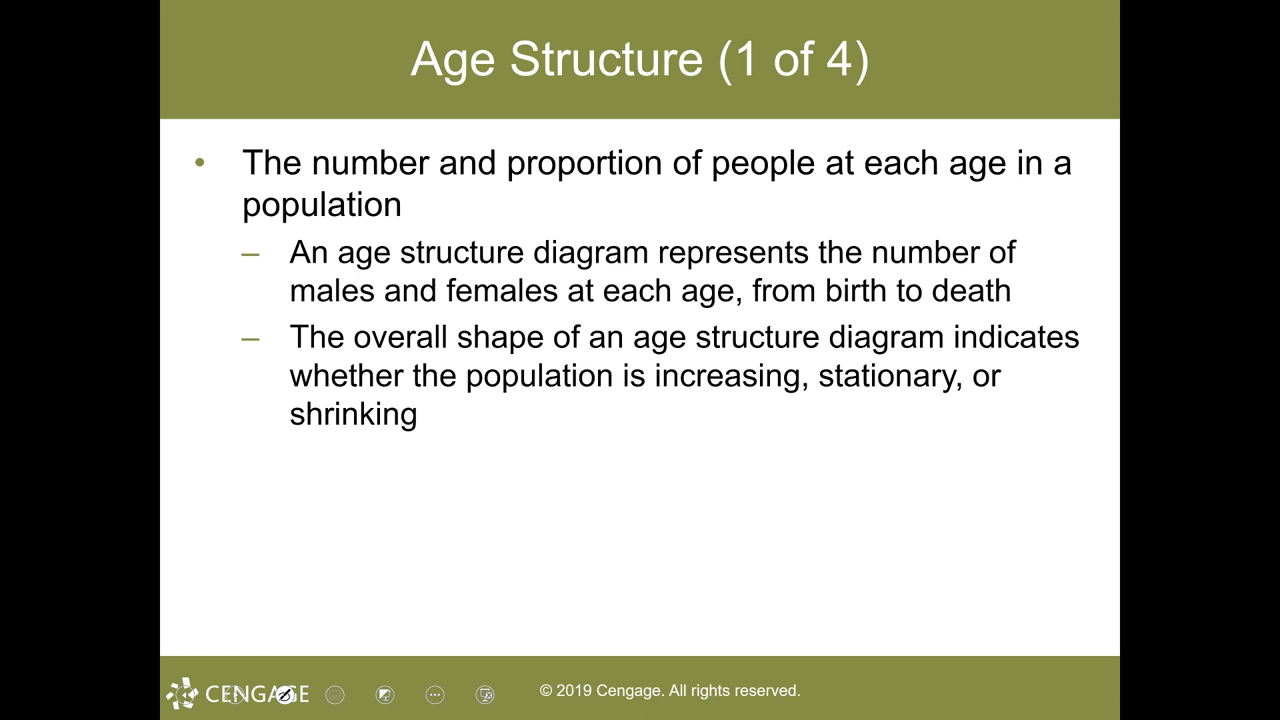 Age Structure (1 of 4)
• The number and proportion of people at each age in a
population
– An age structure diagram represents the number of
males and females at each age, from birth to death
– The overall shape of an age structure diagram indicates
whether the population is increasing, stationary, or
shrinking
CENGAGE
© 2019 Cengage. All rights reserved.